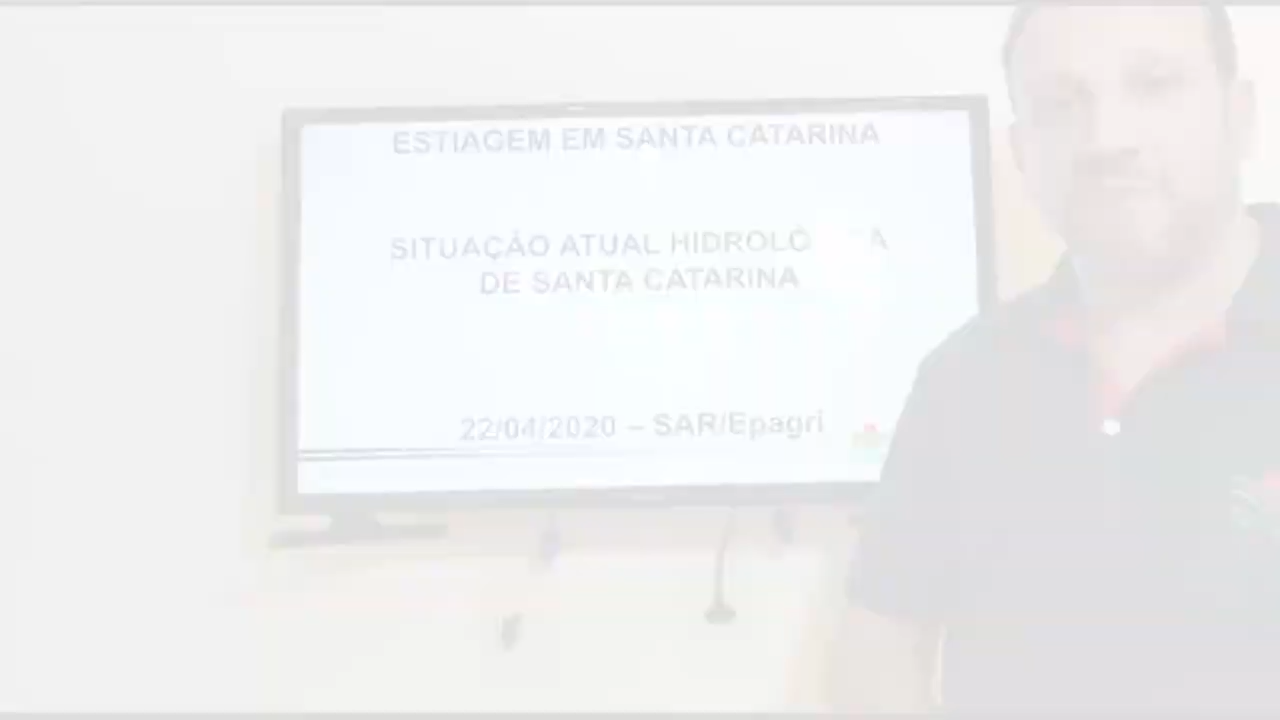 ESTIAGEM EM SANTA CATARINA
SITUAÇÃO ATUAL
DE SANTA CATARINA
22/04/2020 – SAR/Epagri